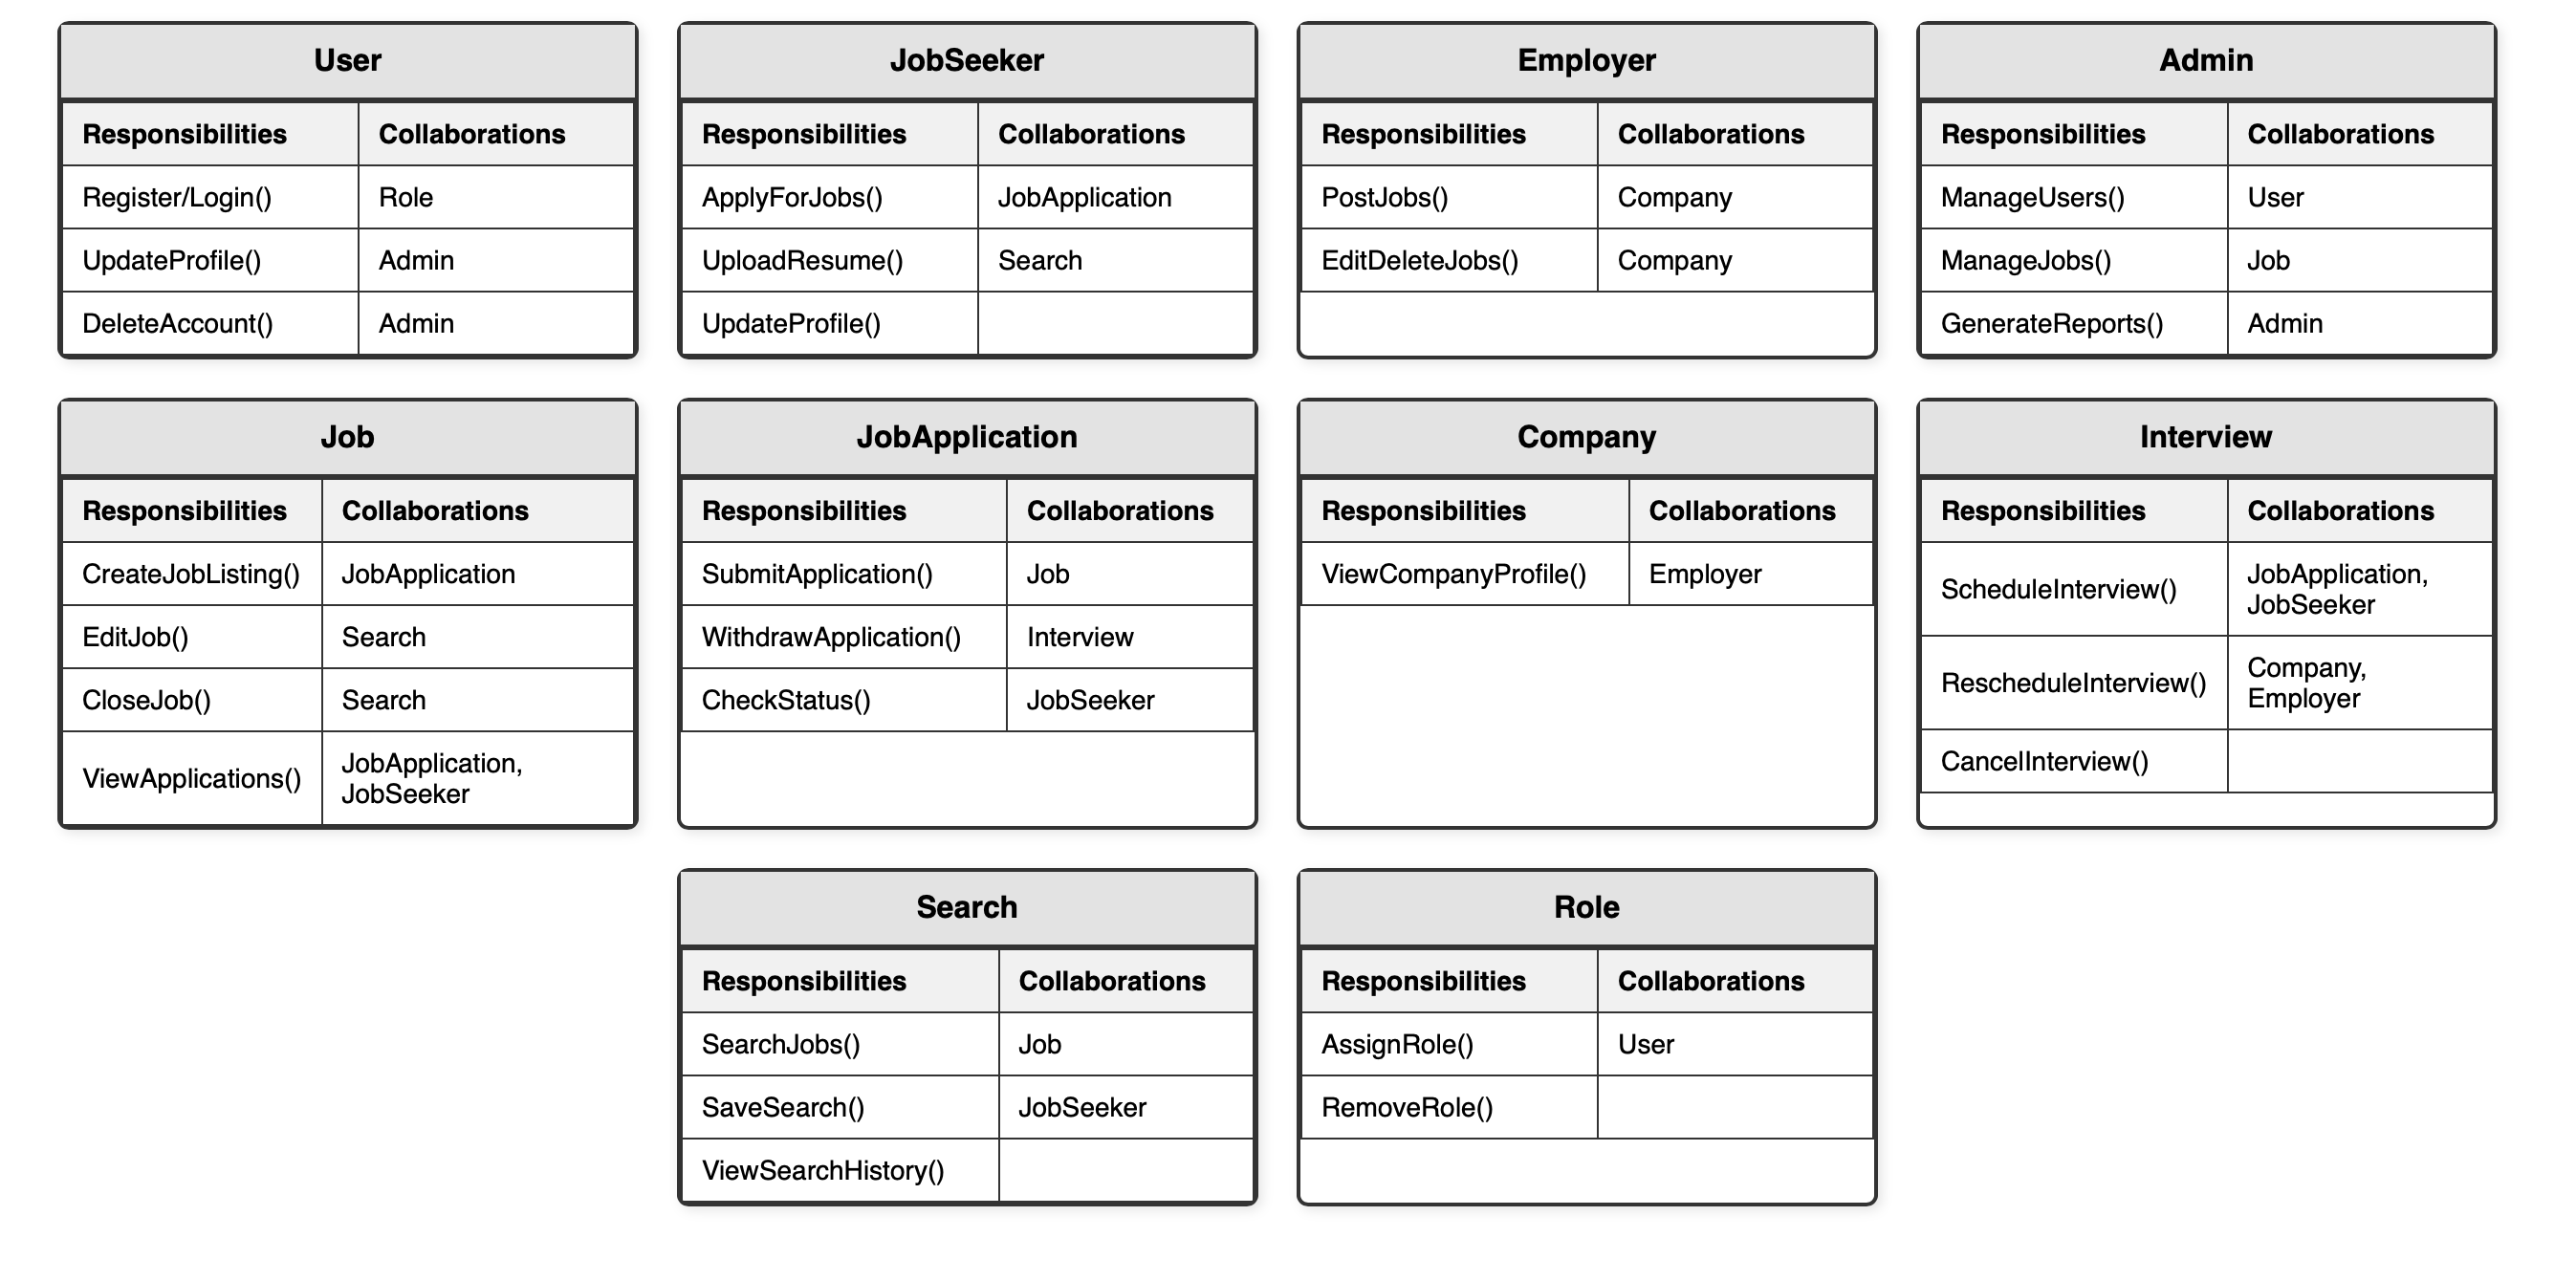 User
Responsibilities Collaborations
Register/Login() Role
UpdateProfile() Admin
DeleteAccount() Admin
JobSeeker
Responsibilities Collaborations
ApplyForJobs() JobApplication
UploadResume() Search
UpdateProfile()
Employer
Responsibilities Collaborations
PostJobs() Company
EditDeleteJobs() Company
Admin
Responsibilities Collaborations
ManageUsers() User
ManageJobs() Job
GenerateReports() Admin
Job
Responsibilities Collaborations
CreateJobListing() JobApplication
EditJob() Search
CloseJob() Search
ViewApplications() JobApplication,
JobSeeker
JobApplication
Responsibilities Collaborations
SubmitApplication() Job
WithdrawApplication() Interview
CheckStatus() JobSeeker
Company
Responsibilities Collaborations
ViewCompanyProfile() Employer
Interview
Responsibilities Collaborations
ScheduleInterview() JobApplication,
JobSeeker
RescheduleInterview() Company,
Employer
CancelInterview()
Search
Responsibilities Collaborations
SearchJobs() Job
SaveSearch() JobSeeker
ViewSearchHistory()
Role
Responsibilities Collaborations
AssignRole() User
RemoveRole()